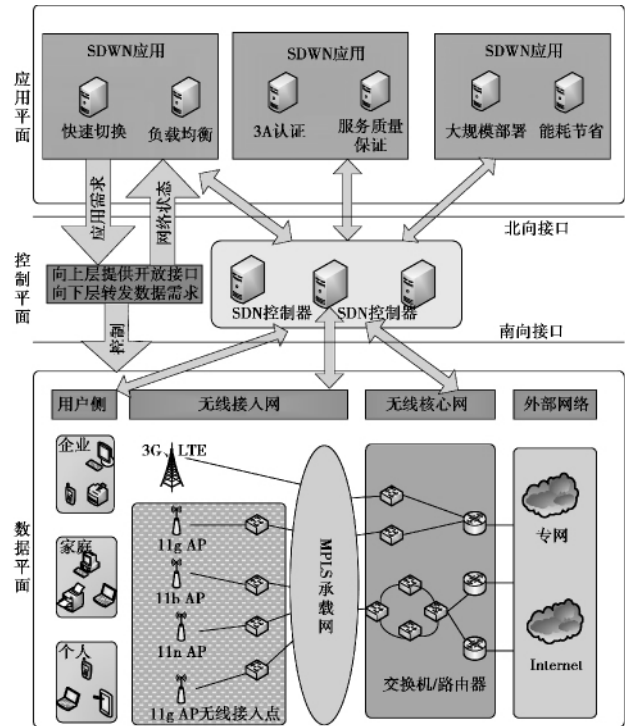 应用平面
SDWN应用
SDWN应用
SDWN应用
快速切换
负载均衡
3A认证
服务质量
保证
大规模部署
能耗节省
应用需求
网络状态
北向接口
控制平面
向上层提供开放接口
向下层转发数据需求
SDN控制器
SDN控制器
控制
南向接口
数据平面
用户侧
无线接入网
无线核心网
外部网络
企业
3G LTE
11g AP
家庭
11b AP
11n AP
个人
11g AP无线接入点
MPLS承载网
交换机/路由器
专网
Internet